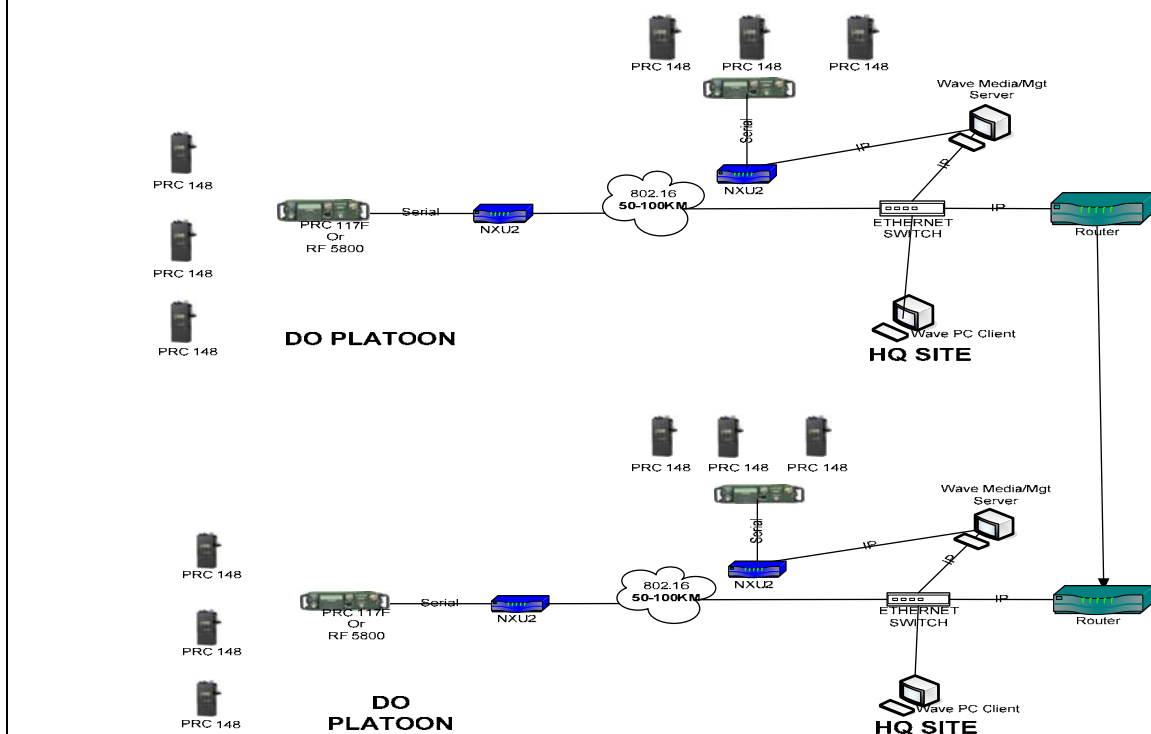 PRC 148
PRC 148
PRC 148
Wave Media/Mgt
Server
Serial
IP
IP
PRC 148
NXU2
802.16
50-100KM
Serial
PRC 117F
Or
RF 5800
NXU2
ETHERNET
SWITCH
IP
Router
PRC 148
PRC 148
DO PLATOON
Wave PC Client
HQ SITE
PRC 148
PRC 148
PRC 148
Wave Media/Mgt
Server
Serial
IP
IP
PRC 148
NXU2
802.16
50-100KM
Serial
PRC 117F
Or
RF 5800
NXU2
ETHERNET
SWITCH
IP
Router
PRC 148
PRC 148
DO
PLATOON
Wave PC Client
HQ SITE